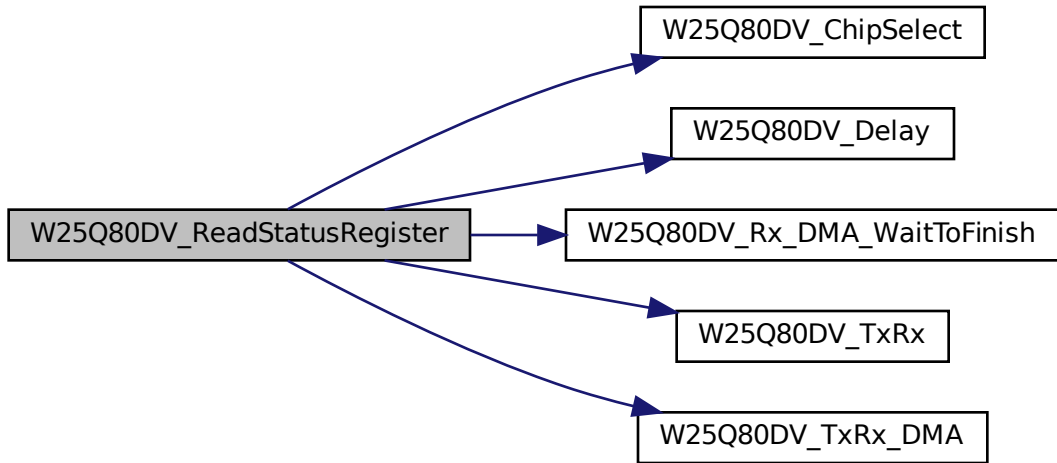 W25Q80DV_ChipSelect
W25Q80DV_Delay
W25Q80DV_ReadStatusRegister
W25Q80DV_Rx_DMA_WaitToFinish
W25Q80DV_TxRx
W25Q80DV_TxRx_DMA